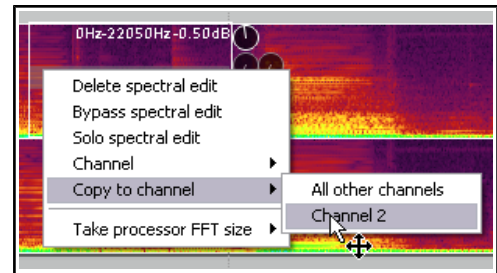 0Hz-22050Hz-0.50dB
Delete spectral edit
Bypass spectral edit
Solo spectral edit
Channel
Copy to channel
All other channels
Channel 2
Take processor FFT size